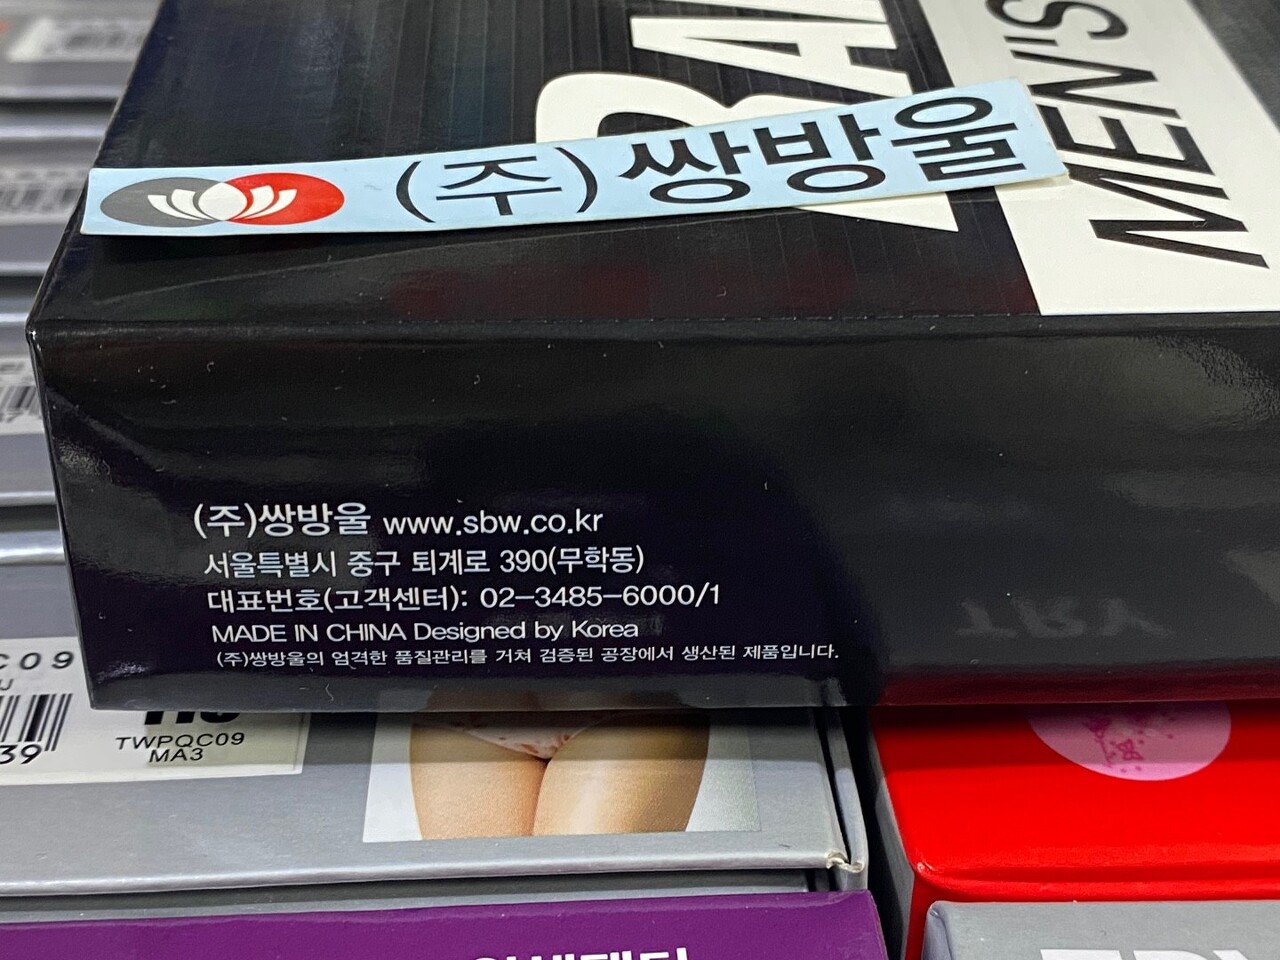 MEN'S
(주)쌍방울
(주)쌍방울 www.sbw.co.kr
서울특별시 중구 퇴계로 390(무학동)
대표번호(고객센터): 02-3485-6000/1
MADE IN CHINA Designed by Korea
(주)쌍방울의 엄격한 품질관리를 거쳐 검증된 공장에서 생산된 제품입니다.
TRY
TWPQC09
MA3